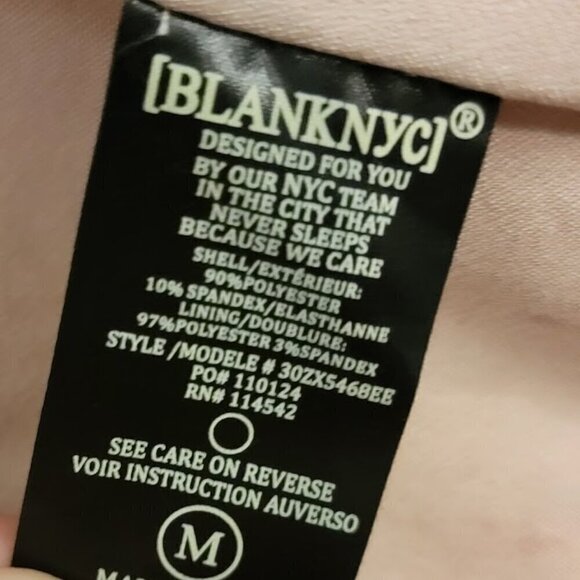 [BLANKNYC]®
DESIGNED FOR YOU
BY OUR NYC TEAM
IN THE CITY THAT
NEVER SLEEPS
BECAUSE WE CARE
SHELL/EXTÉRIEUR:
90%POLYESTER
10% SPANDEX/ELASTHANNE
LINING/DOUBLURE:
97%POLYESTER 3%SPANDEX
STYLE /MODELE # 30ZX5468EE
PO# 110124
RN# 114542
SEE CARE ON REVERSE
VOIR INSTRUCTION AUVERSO
M